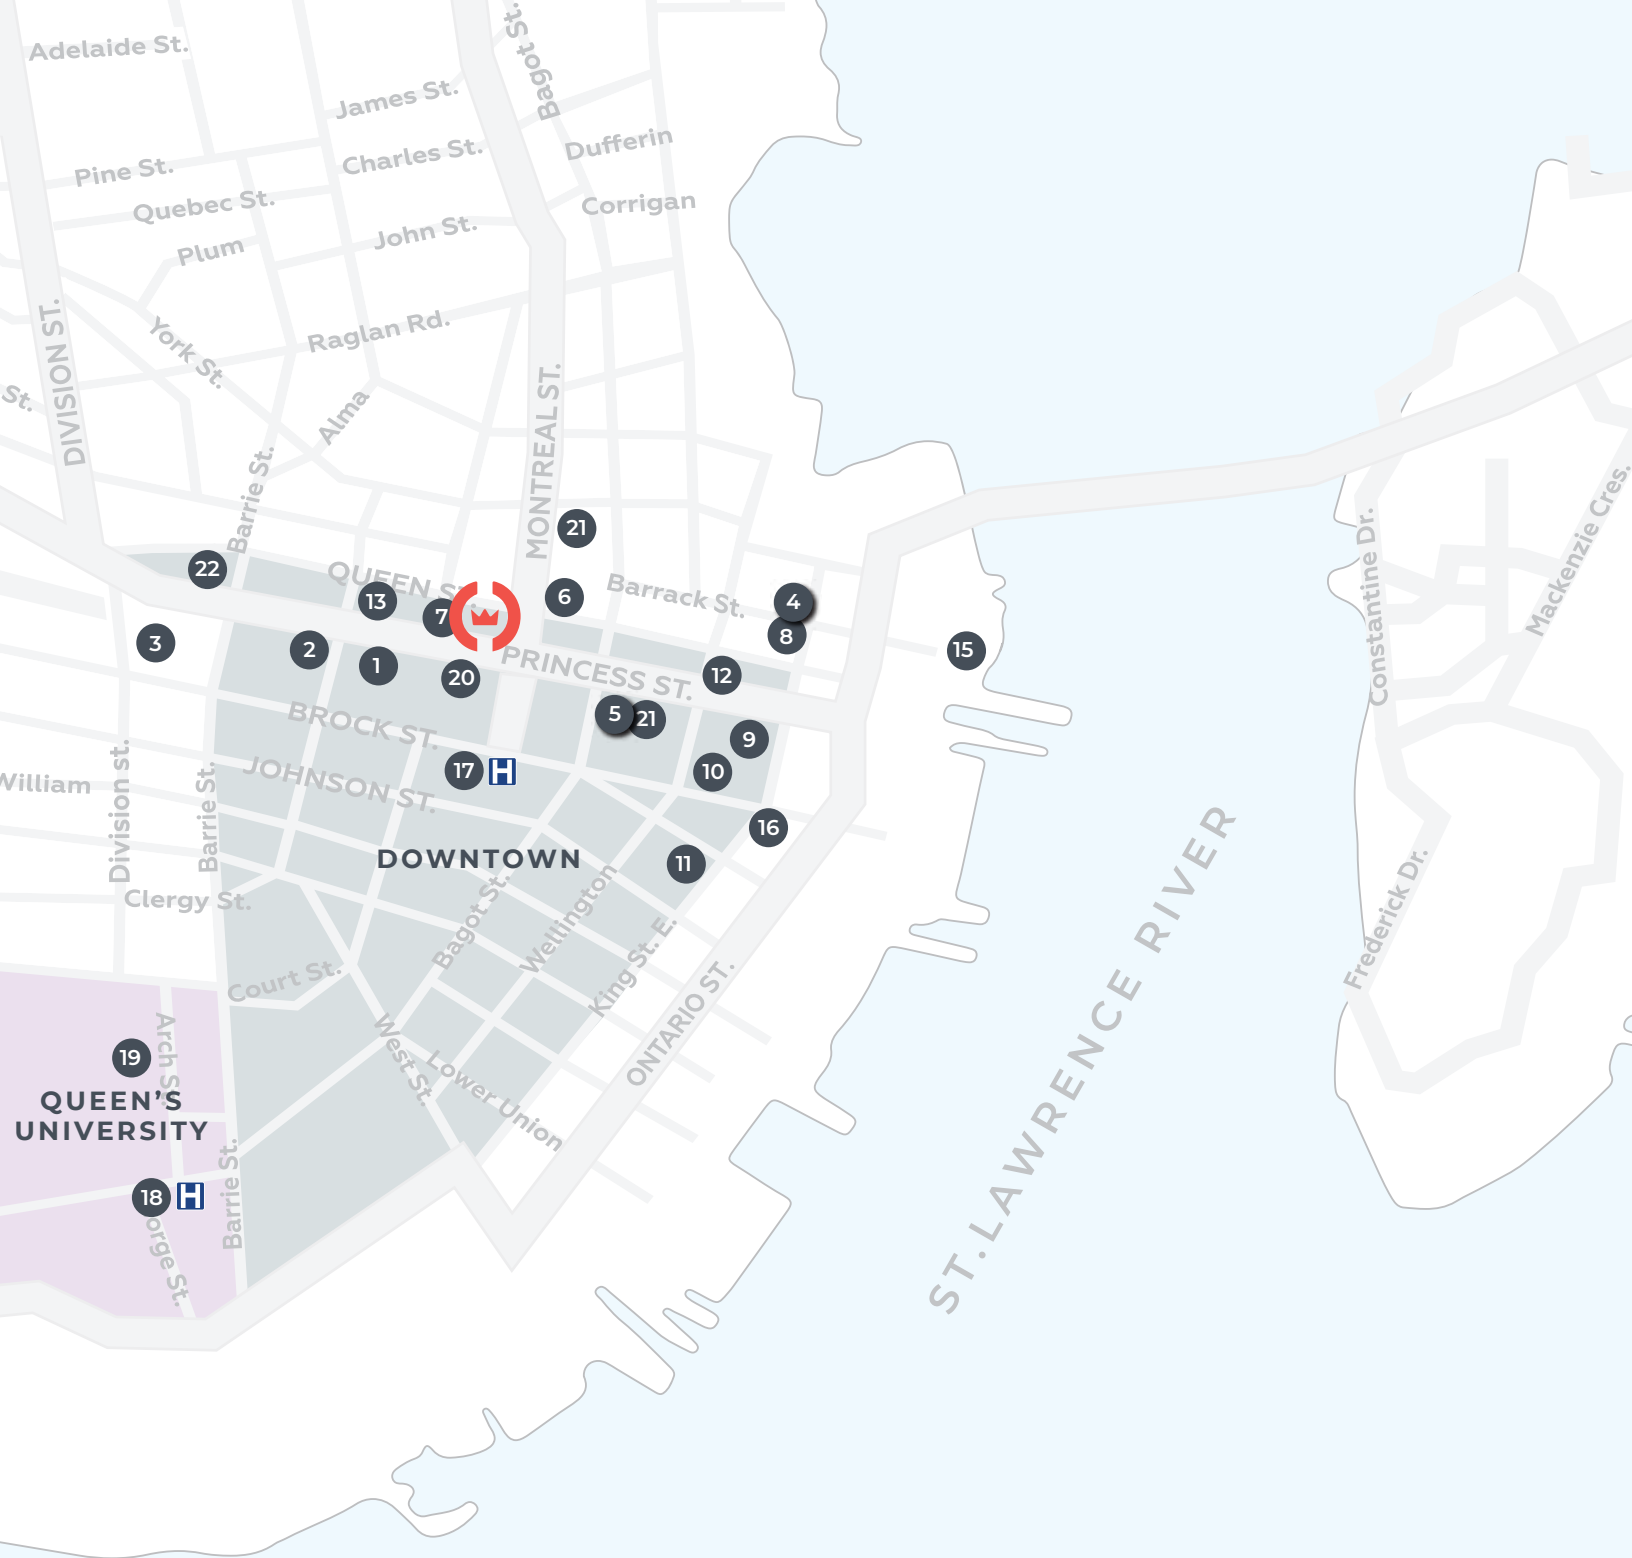 Adelaide St.
Bagot St.
James St.
Dufferin
Charles St.
Pine St.
Quebec St.
Corrigan
John St.
Plum
DIVISION ST.
York St.
Raglan Rd.
St.
Alma
MONTREAL ST.
Barrie St.
Mackenzie Cres.
Constantine Dr.
21
22
QUEEN ST.
13
7
6
Barrack St.
4
8
3
2
1
20
PRINCESS ST.
12
15
BROCK ST.
5
21
9
17
H
10
JOHNSON ST.
William
Division st.
Barrie St.
16
DOWNTOWN
11
Clergy St.
Bagot St.
Wellington
King St. E.
ONTARIO ST.
Court St.
West St.
Lower Union
Frederick Dr.
ST. LAWRENCE RIVER
Arch S
19
QUEEN'S
UNIVERSITY
Barrie St.
18
H
orge St.